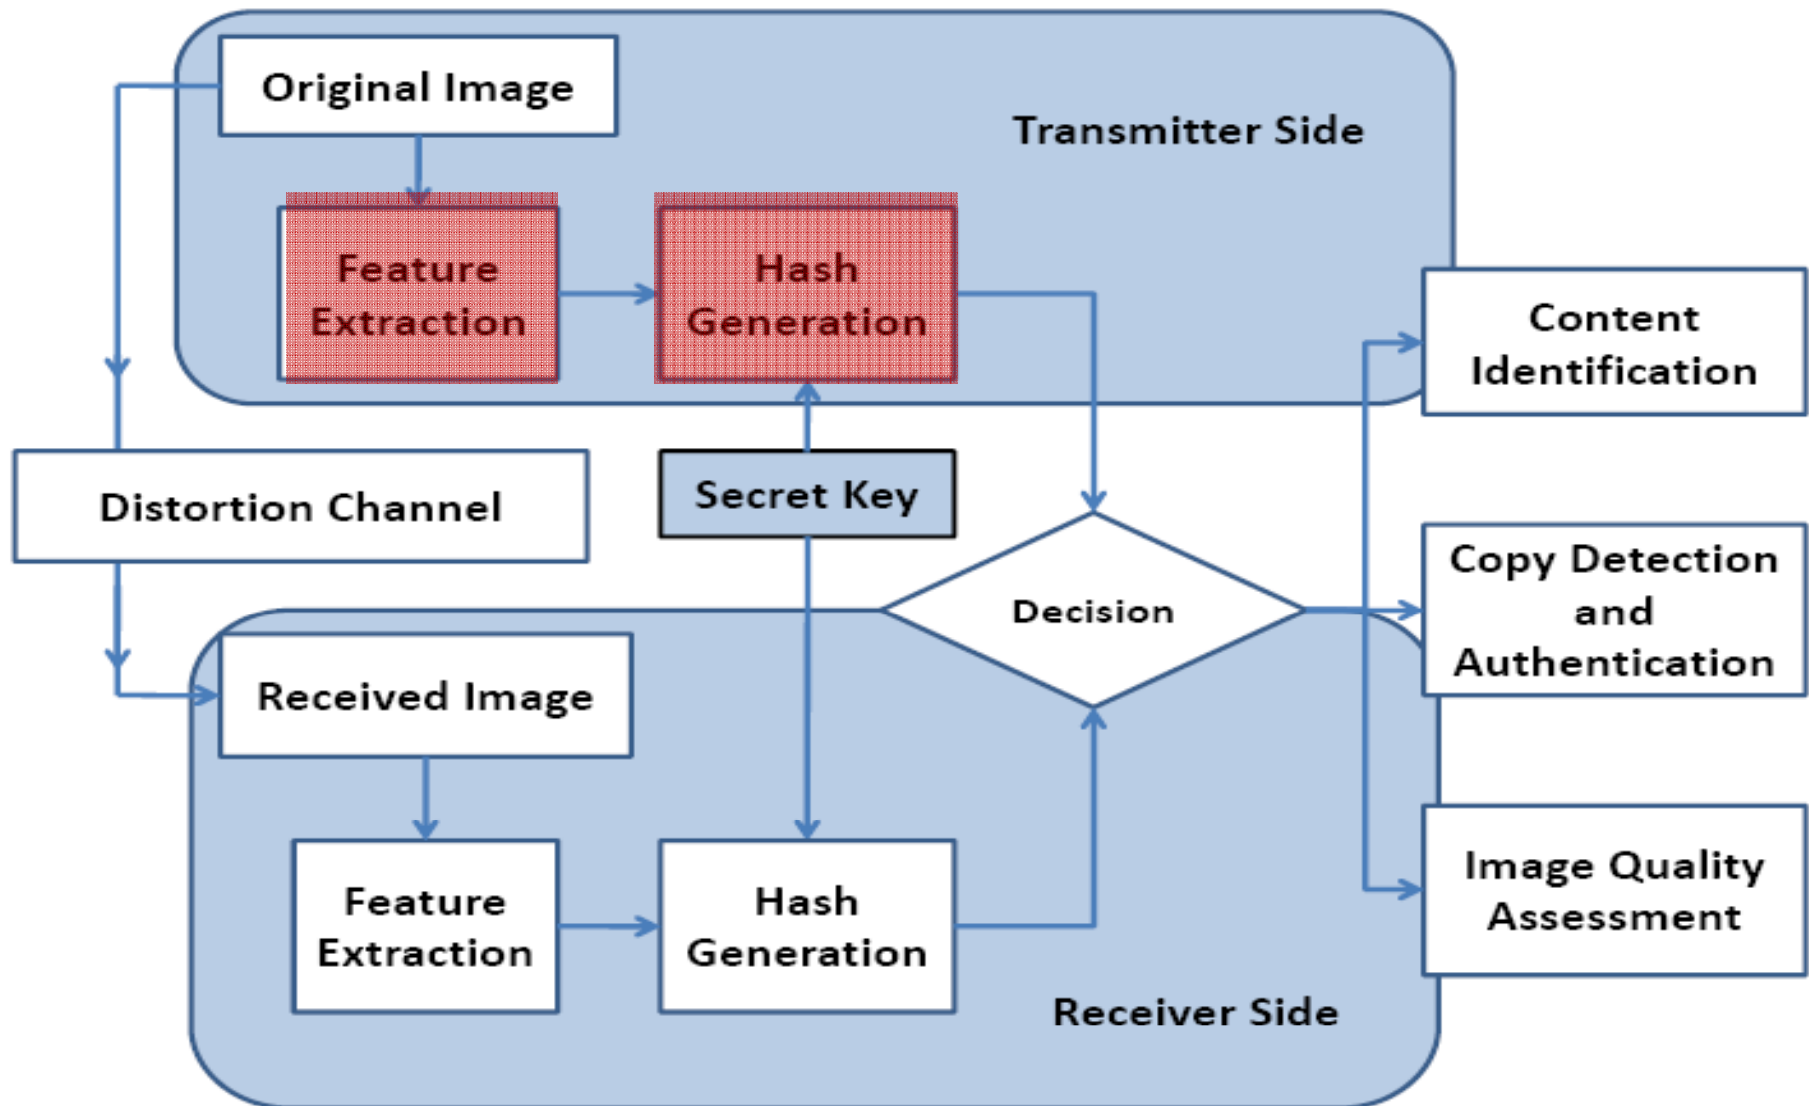 Original Image
Transmitter Side
Feature
Extraction
Hash
Generation
Content
Identification
Distortion Channel
Secret Key
Decision
Copy Detection
and
Authentication
Received Image
Feature
Extraction
Hash
Generation
Image Quality
Assessment
Receiver Side